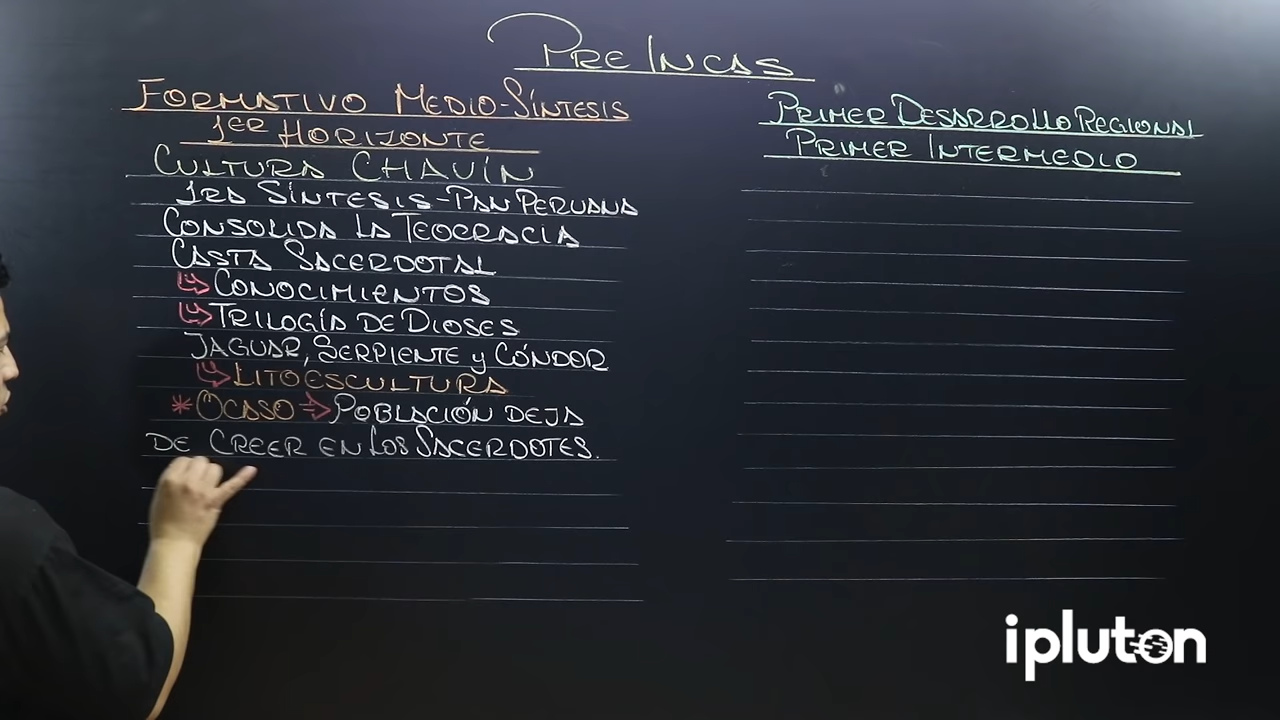 PRE INCAS
FORMATIVO MEDIO-SÍNTESIS
1ER HORIZONTE
CULTURA CHAVÍN
1RA SÍNTESIS-PAN PERUANA
CONSOLIDA LA TEOCRACIA
CASTA SACERDOTAL
↳ CONOCIMIENTOS
↳ TRILOGÍA DE DIOSES
JAGUAR, SERPIENTE y CÓNDOR
↳ LITOESCULTURA
* OCASO ⇒ POBLACIÓN DEJA
DE CREER EN LOS SACERDOTES.
PRIMER DESARROLLO REGIONAL
PRIMER INTERMEDIO
ipluton